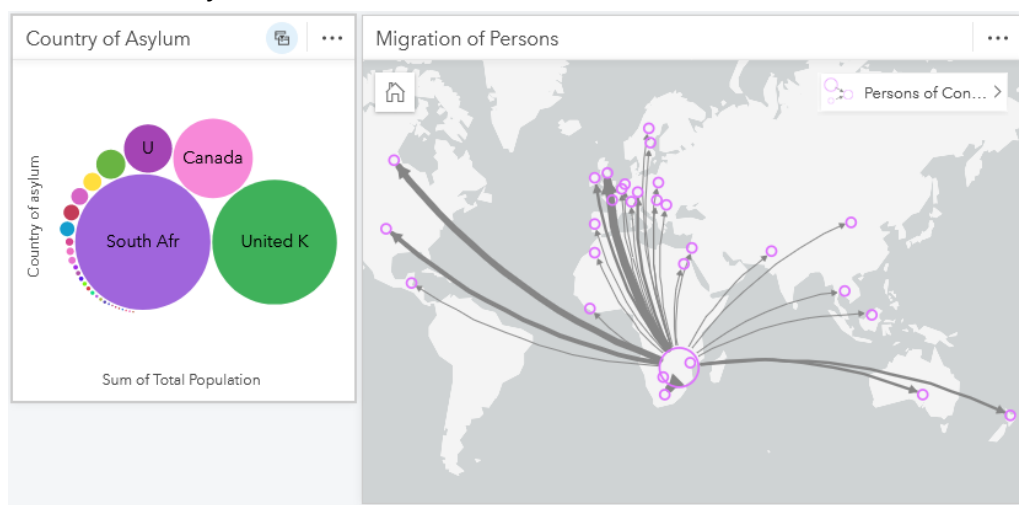 Country of Asylum
...
Country of asylum
U
Canada
South Afr
United K
Sum of Total Population
Migration of Persons
...
Persons of Con... >